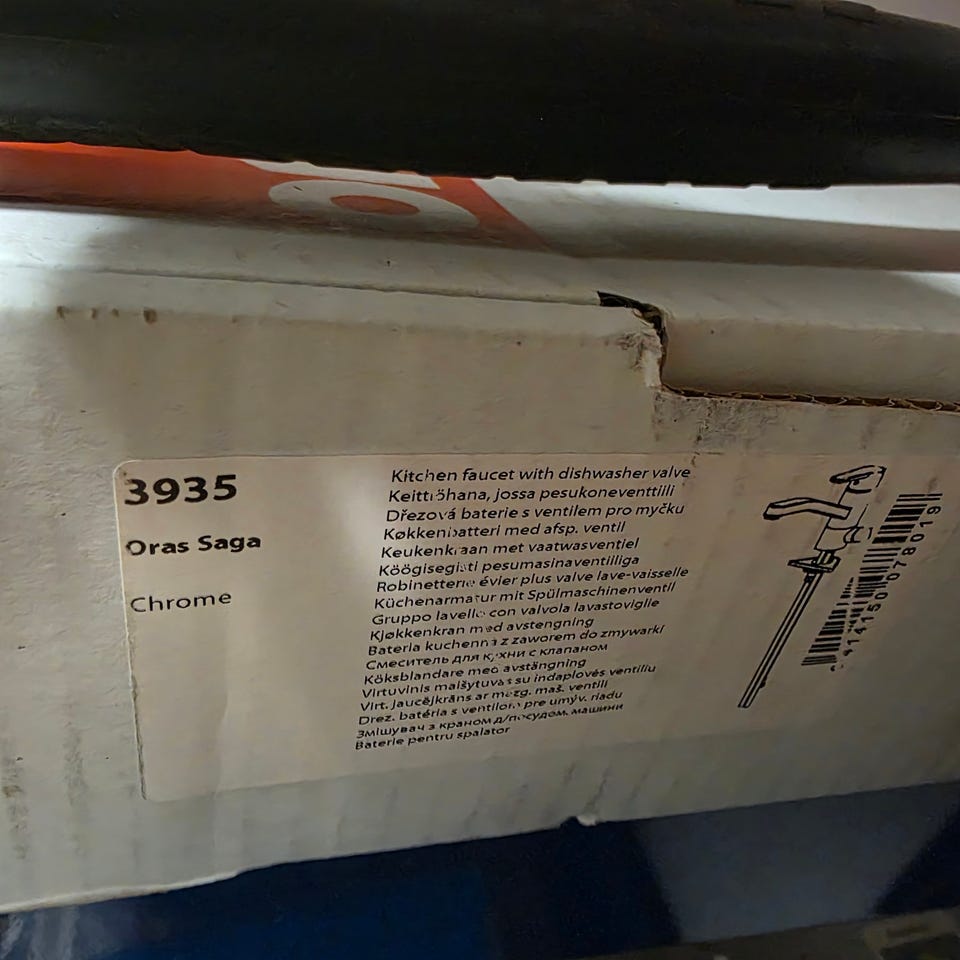 3935
Oras Saga
Chrome
Kitchen faucet with dishwasher valve
Keittiöhana, jossa pesukoneventtiili
Dřezová baterie s ventilem pro myčku
Køkkenbatteri med afsp. ventil
Keukenkraan met vaatwasventiel
Köögisegisti pesumasinaventiiliga
Robinetterie évier plus valve lave-vaisselle
Küchenarmatur mit Spülmaschinenventil
Gruppo lavello con valvola lavastoviglie
Kjøkkenkran med avstengning
Bateria kuchenna z zaworem do zmywarki
Смеситель для кухни с клапаном
Köksblandare med avstängning
Virtuvinis maišytuvas su indaplovės ventiliu
Virt. jaucējkrāns ar mazg. maš. ventili
Drez. batéria s ventilom pre umýv. riadu
Змішувач з краном д/посудом. машини
Baterie pentru spalator